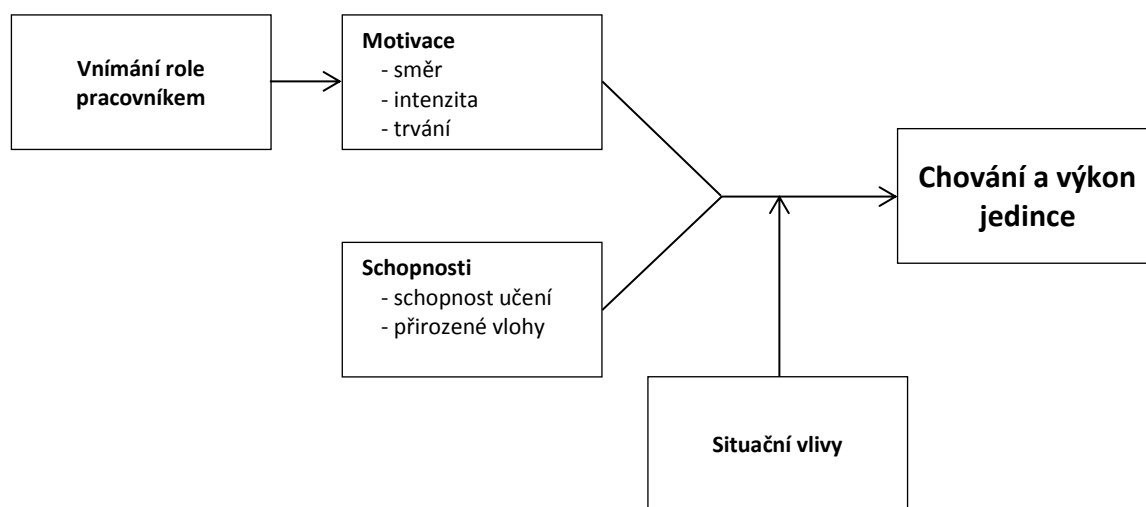 Vnímání role
pracovníkem
Motivace
- směr
- intenzita
- trvání
Chování a výkon
jedince
Schopnosti
- schopnost učení
- přirozené vlohy
Situační vlivy